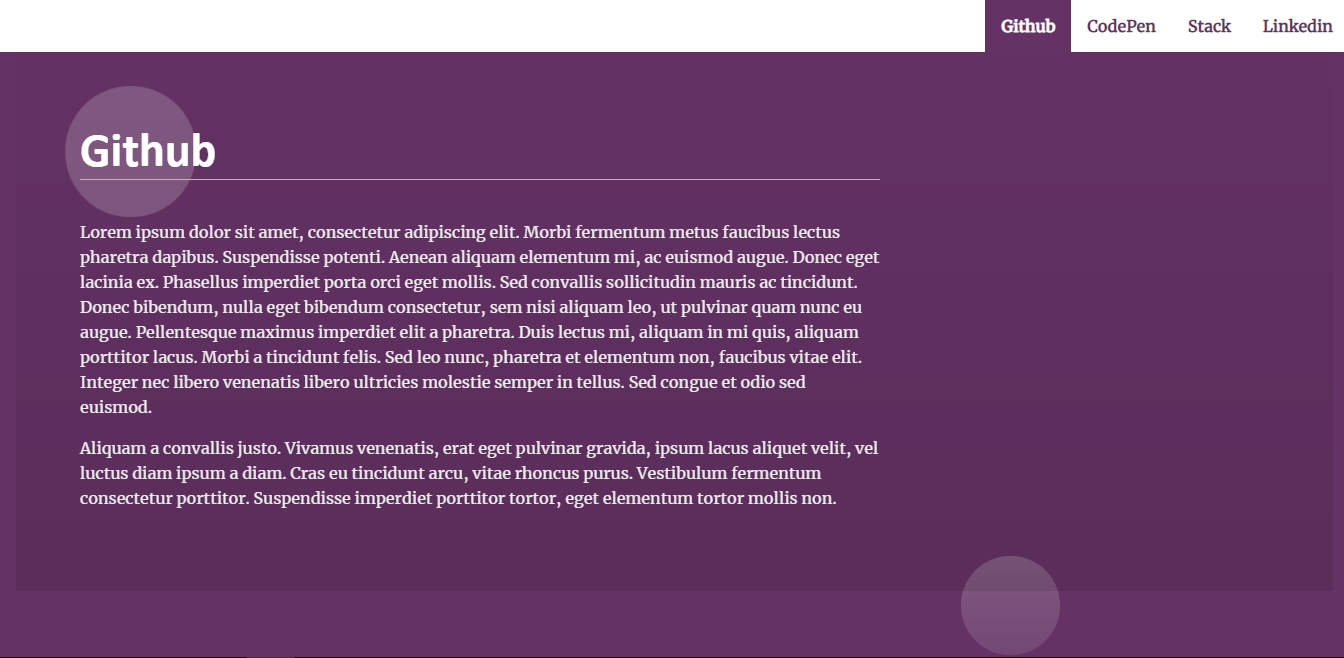 Github CodePen Stack Linkedin
Github
Lorem ipsum dolor sit amet, consectetur adipiscing elit. Morbi fermentum metus faucibus lectus
pharetra dapibus. Suspendisse potenti. Aenean aliquam elementum mi, ac euismod augue. Donec eget
lacinia ex. Phasellus imperdiet porta orci eget mollis. Sed convallis sollicitudin mauris ac tincidunt.
Donec bibendum, nulla eget bibendum consectetur, sem nisi aliquam leo, ut pulvinar quam nunc eu
augue. Pellentesque maximus imperdiet elit a pharetra. Duis lectus mi, aliquam in mi quis, aliquam
porttitor lacus. Morbi a tincidunt felis. Sed leo nunc, pharetra et elementum non, faucibus vitae elit.
Integer nec libero venenatis libero ultricies molestie semper in tellus. Sed congue et odio sed
euismod.
Aliquam a convallis justo. Vivamus venenatis, erat eget pulvinar gravida, ipsum lacus aliquet velit, vel
luctus diam ipsum a diam. Cras eu tincidunt arcu, vitae rhoncus purus. Vestibulum fermentum
consectetur porttitor. Suspendisse imperdiet porttitor tortor, eget elementum tortor mollis non.